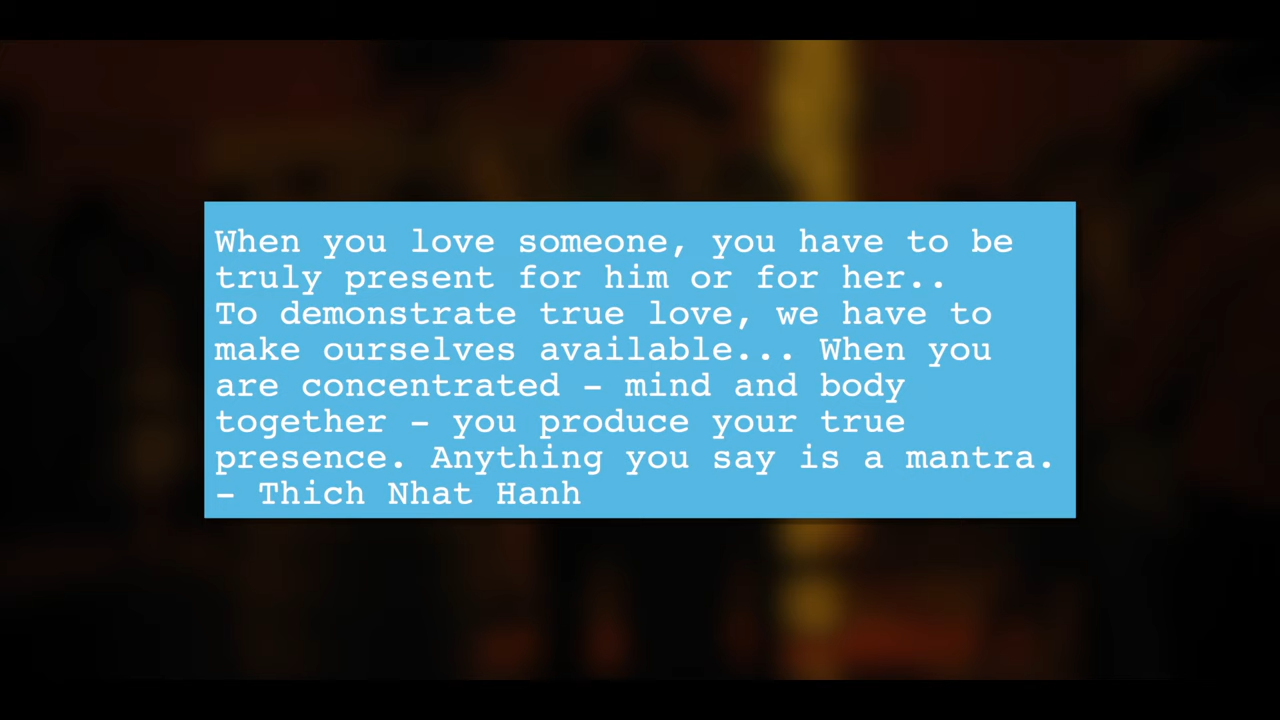 When you love someone, you have to be
truly present for him or for her..
To demonstrate true love, we have to
make ourselves available... When you
are concentrated – mind and body
together – you produce your true
presence. Anything you say is a mantra.
– Thich Nhat Hanh